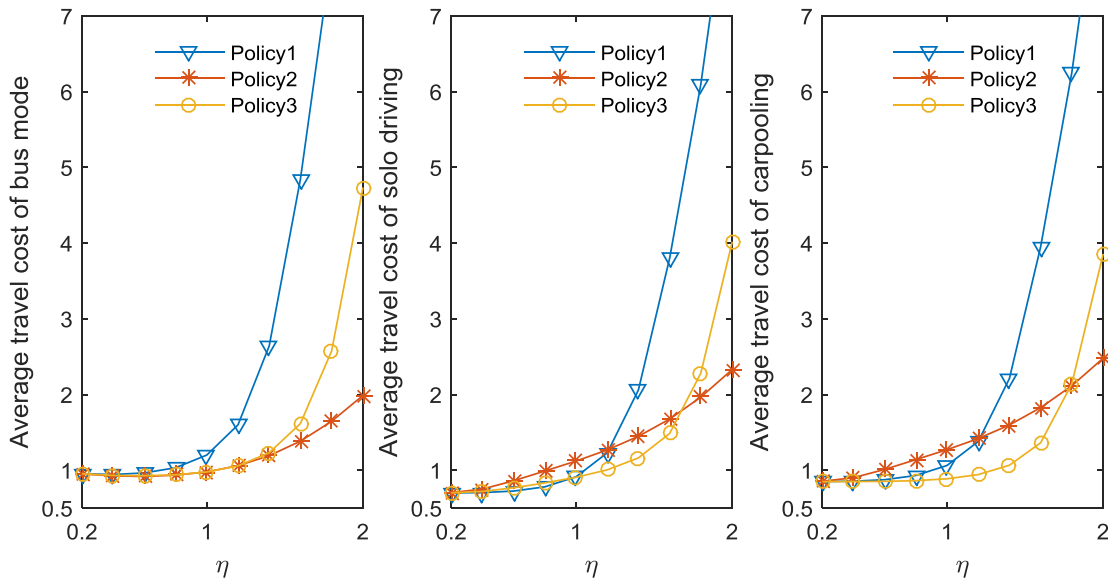 Average travel cost of bus mode
7
6
5
4
3
2
1
0.5
0.2
1
2
η
Policy1
Policy2
Policy3
Average travel cost of solo driving
7
6
5
4
3
2
1
0.5
0.2
1
2
η
Policy1
Policy2
Policy3
Average travel cost of carpooling
7
6
5
4
3
2
1
0.5
0.2
1
2
η
Policy1
Policy2
Policy3